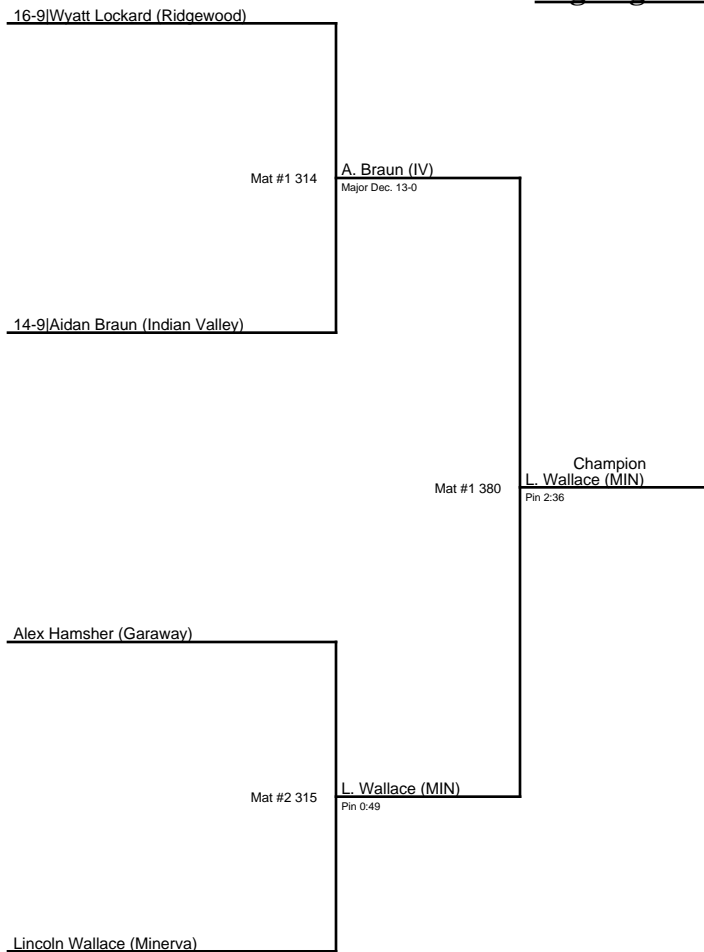 16-9|Wyatt Lockard (Ridgewood)
Mat #1 314
A. Braun (IV)
Major Dec. 13-0
14-9|Aidan Braun (Indian Valley)
Champion
Mat #1 380
L. Wallace (MIN)
Pin 2:36
Alex Hamsher (Garaway)
Mat #2 315
L. Wallace (MIN)
Pin 0:49
Lincoln Wallace (Minerva)